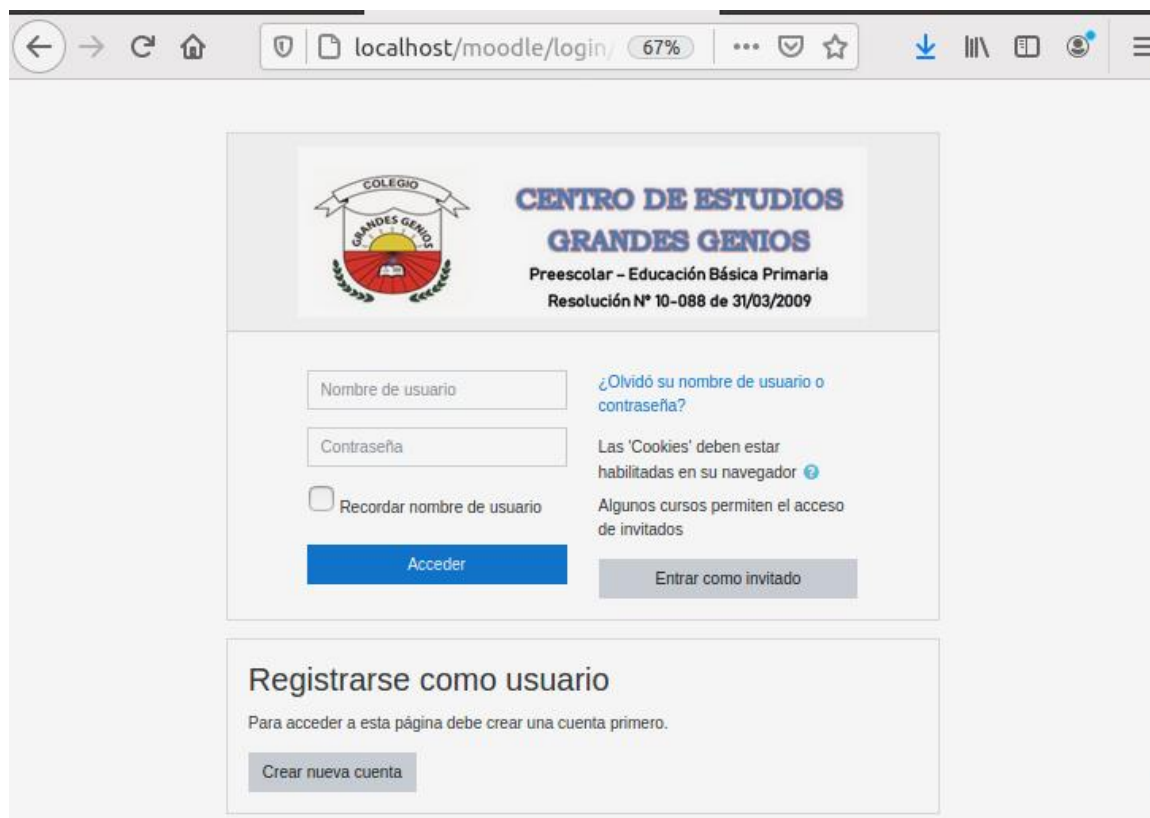 localhost/moodle/login/ 67%
COLEGIO
GRANDES GENIOS
CENTRO DE ESTUDIOS
GRANDES GENIOS
Preescolar – Educación Básica Primaria
Resolución N° 10-088 de 31/03/2009
Nombre de usuario
Contraseña
Recordar nombre de usuario
Acceder
¿Olvidó su nombre de usuario o
contraseña?
Las 'Cookies' deben estar
habilitadas en su navegador
Algunos cursos permiten el acceso
de invitados
Entrar como invitado
Registrarse como usuario
Para acceder a esta página debe crear una cuenta primero.
Crear nueva cuenta